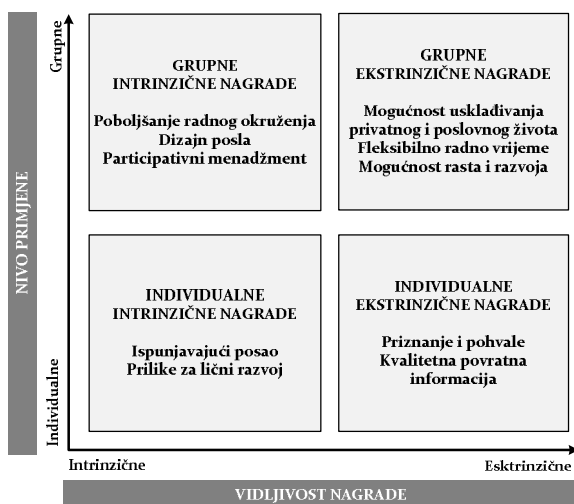 NIVO PRIMJENE
Grupne
Individualne
GRUPNE
INTRINZIČNE NAGRADE
Poboljšanje radnog okruženja
Dizajn posla
Participativni menadžment
GRUPNE
EKSTRINZIČNE NAGRADE
Mogućnost usklađivanja
privatnog i poslovnog života
Fleksibilno radno vrijeme
Mogućnost rasta i razvoja
INDIVIDUALNE
INTRINZIČNE NAGRADE
Ispunjavajući posao
Prilike za lični razvoj
INDIVIDUALNE
EKSTRINZIČNE NAGRADE
Priznanje i pohvale
Kvalitetna povratna
informacija
Intrinzične
Esktrinzične
VIDLJIVOST NAGRADE